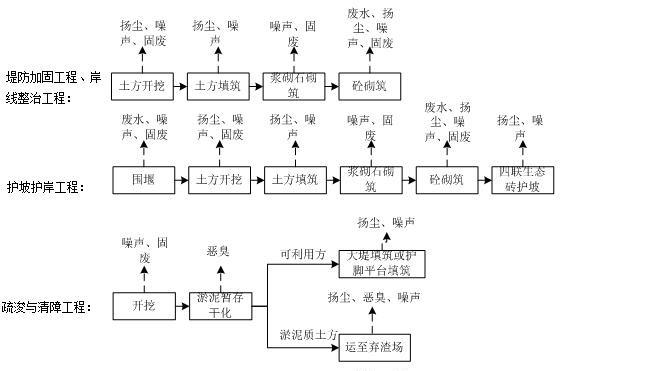 扬尘、噪
声、固废
扬尘、噪
声
噪声、固
废
废水、扬
尘、噪
声、固废
堤防加固工程、岸
线整治工程：
土方开挖
土方填筑
浆砌石砌
筑
砼砌筑
废水、噪
声、固废
扬尘、噪
声、固废
扬尘、噪
声
噪声、固
废
废水、扬
尘、噪
声、固废
扬尘、噪
声
护坡护岸工程：
围堰
土方开挖
土方填筑
浆砌石砌
筑
砼砌筑
四联生态
砖护坡
噪声、固
废
恶臭
扬尘、噪声
可利用方
大堤填筑或护
脚平台填筑
疏浚与清障工程：
开挖
淤泥暂存
干化
扬尘、恶臭、噪声
淤泥质土方
运至弃渣场